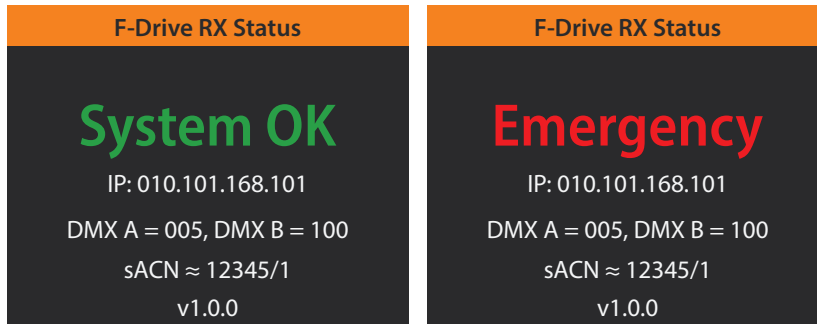 F-Drive RX Status
System OK
IP: 010.101.168.101
DMX A = 005, DMX B = 100
sACN ≈ 12345/1
v1.0.0
F-Drive RX Status
Emergency
IP: 010.101.168.101
DMX A = 005, DMX B = 100
sACN ≈ 12345/1
v1.0.0